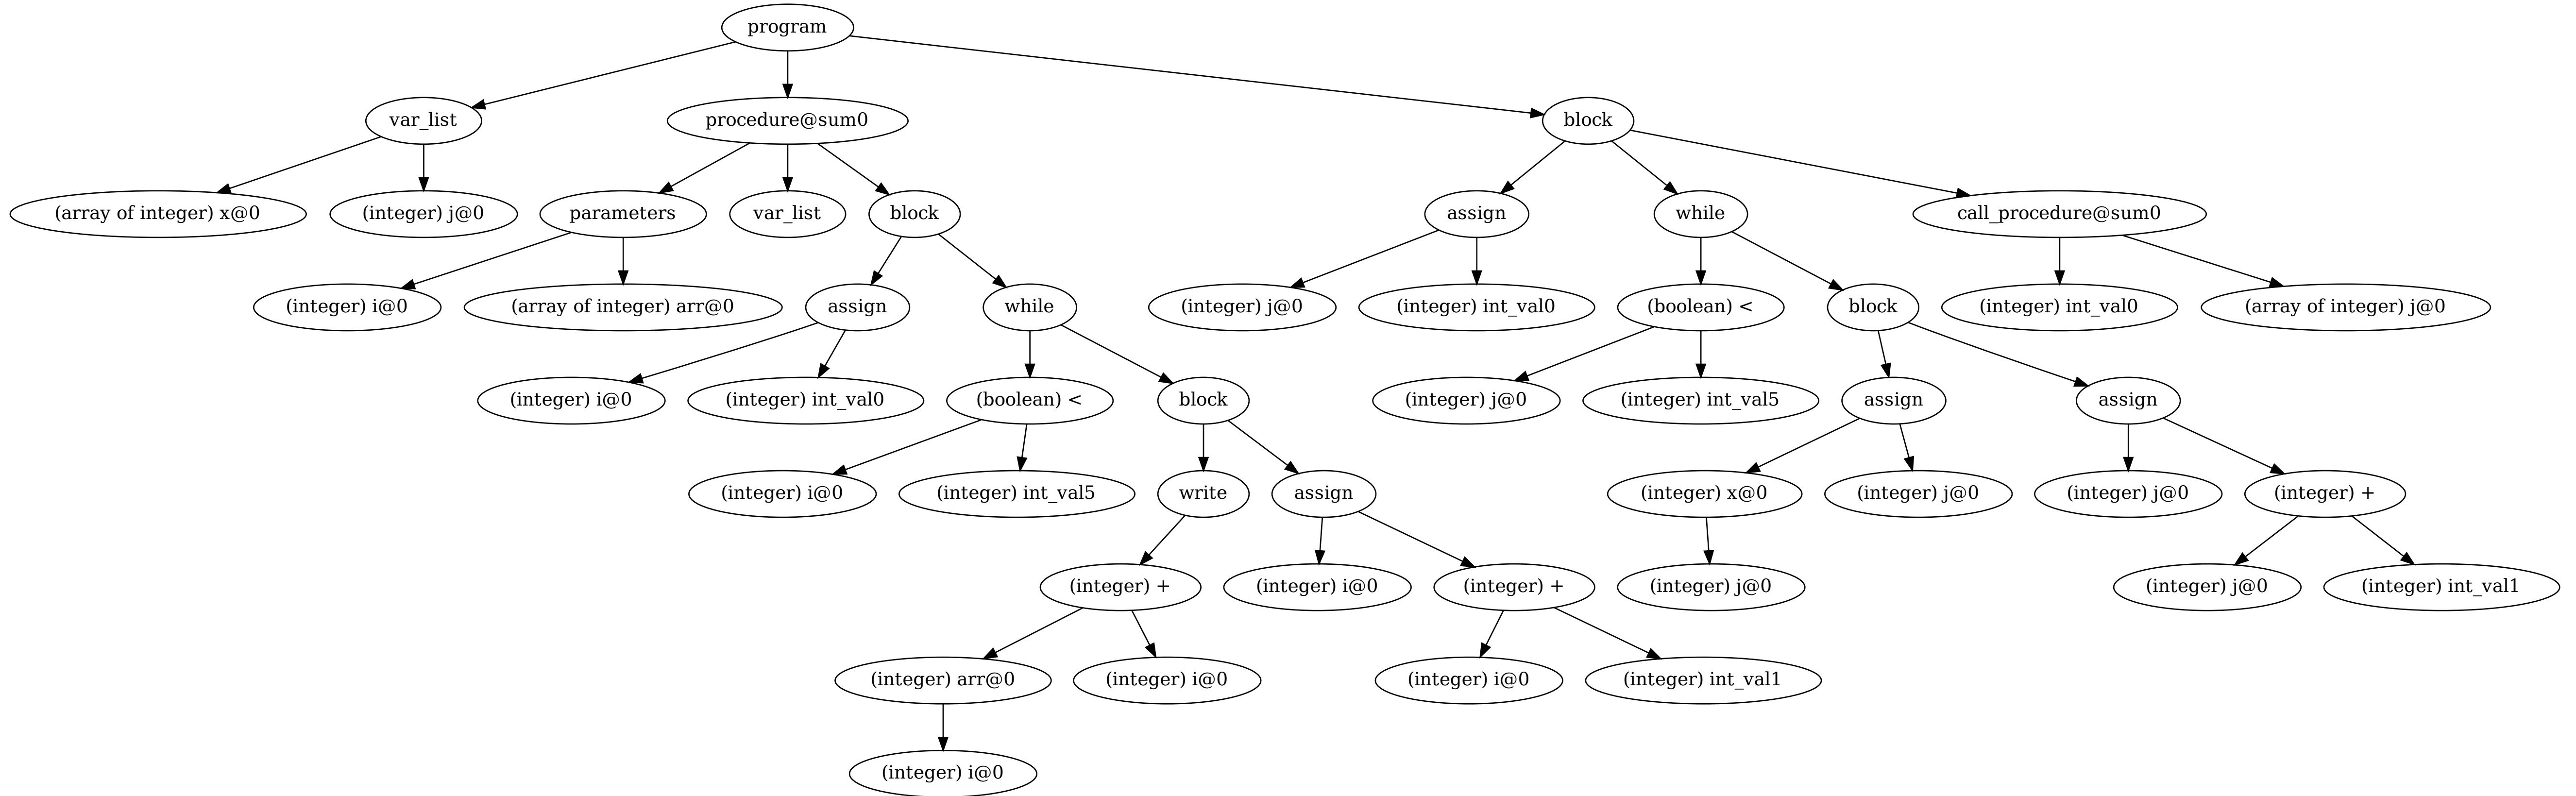 program
var_list
procedure@sum0
block
(array of integer) x@0
(integer) j@0
parameters
var_list
block
assign
while
call_procedure@sum0
(integer) i@0
(array of integer) arr@0
assign
while
(integer) j@0
(integer) int_val0
(boolean) <
block
(integer) int_val0
(array of integer) j@0
(integer) i@0
(integer) int_val0
(boolean) <
block
(integer) j@0
(integer) int_val5
assign
assign
(integer) i@0
(integer) int_val5
write
assign
(integer) x@0
(integer) j@0
(integer) j@0
(integer) +
(integer) +
(integer) i@0
(integer) +
(integer) j@0
(integer) j@0
(integer) int_val1
(integer) arr@0
(integer) i@0
(integer) i@0
(integer) int_val1
(integer) i@0